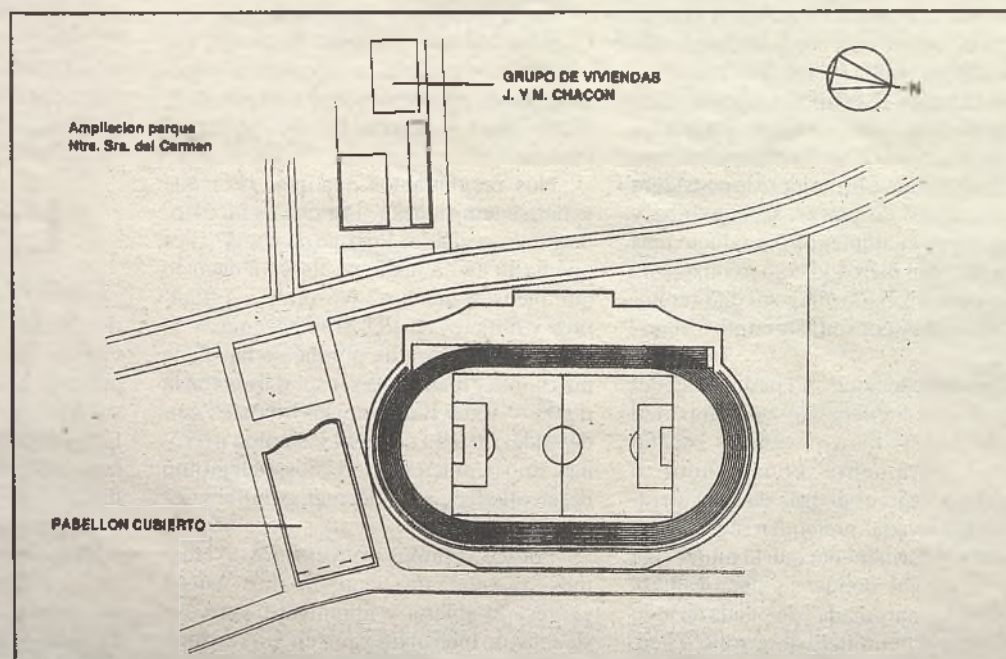 GRUPO DE VIVIENDAS
J. Y M. CHACON
N
Ampliacion parque
Ntra. Sra. del Carmen
PABELLON CUBIERTO